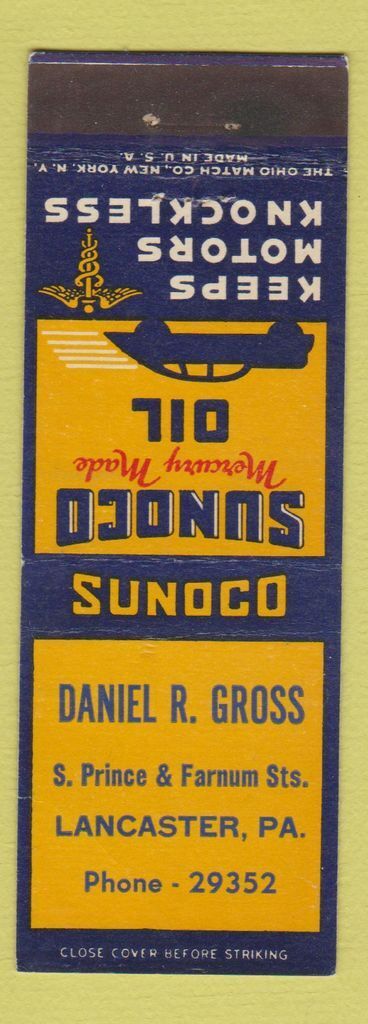 THE OHIO MATCH CO., NEW YORK, N. Y.
MADE IN U. S. A.
SUNOCO
Mercury Made
OIL
KEEPS
MOTORS
KNOCKLESS
SUNOCO
DANIEL R. GROSS
S. Prince & Farnum Sts.
LANCASTER, PA.
Phone - 29352
CLOSE COVER BEFORE STRIKING